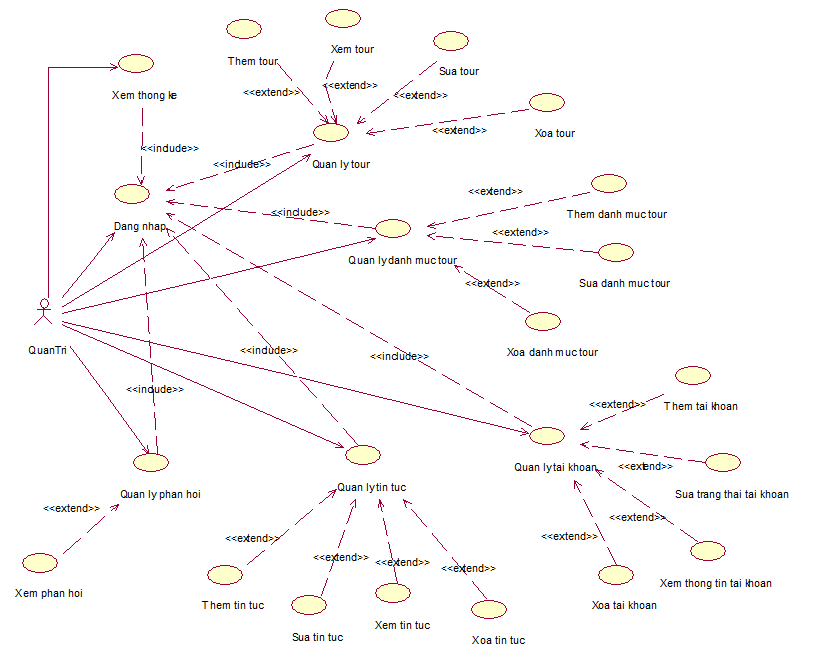 Them tour
Xem tour
Sua tour
Xoa tour
<<extend>>
<<extend>>
<<extend>>
<<extend>>
Xem thong ke
<<include>>
<<include>>
Quan ly tour
Dang nhap
<<include>>
Quan ly danh muc tour
<<extend>>
Them danh muc tour
<<extend>>
Sua danh muc tour
<<extend>>
Xoa danh muc tour
QuanTri
<<include>>
<<include>>
<<include>>
<<extend>>
Them tai khoan
Quan ly tai khoan
<<extend>>
Sua trang thai tai khoan
<<extend>>
Xem thong tin tai khoan
<<extend>>
Xoa tai khoan
Quan ly phan hoi
<<extend>>
Xem phan hoi
Quan ly tin tuc
<<extend>>
<<extend>>
<<extend>>
<<extend>>
Them tin tuc
Sua tin tuc
Xem tin tuc
Xoa tin tuc